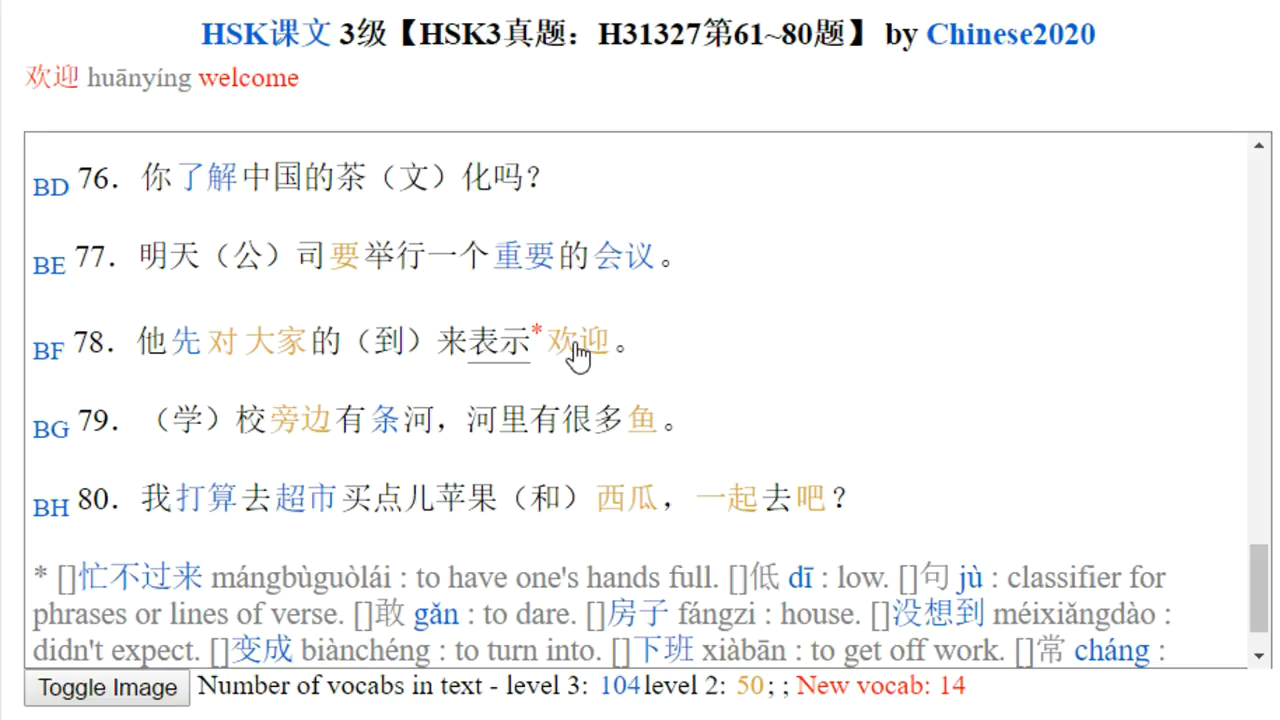 HSK课文 3级【HSK3真题：H31327第61~80题】 by Chinese2020
欢迎 huānyíng welcome
BD 76．你了解中国的茶（文）化吗？
BE 77．明天（公）司要举行一个重要的会议。
BF 78．他先对大家的（到）来表示*欢迎。
BG 79．（学）校旁边有条河，河里有很多鱼。
BH 80．我打算去超市买点儿苹果（和）西瓜，一起去吧？
* []忙不过来 mángbùguòlái : to have one's hands full. []低 dī : low. []句 jù : classifier for
phrases or lines of verse. []敢 gǎn : to dare. []房子 fángzi : house. []没想到 méixiǎngdào :
didn't expect. []变成 biànchéng : to turn into. []下班 xiàbān : to get off work. []常 cháng :
Toggle Image Number of vocabs in text - level 3: 104 level 2: 50; ; New vocab: 14